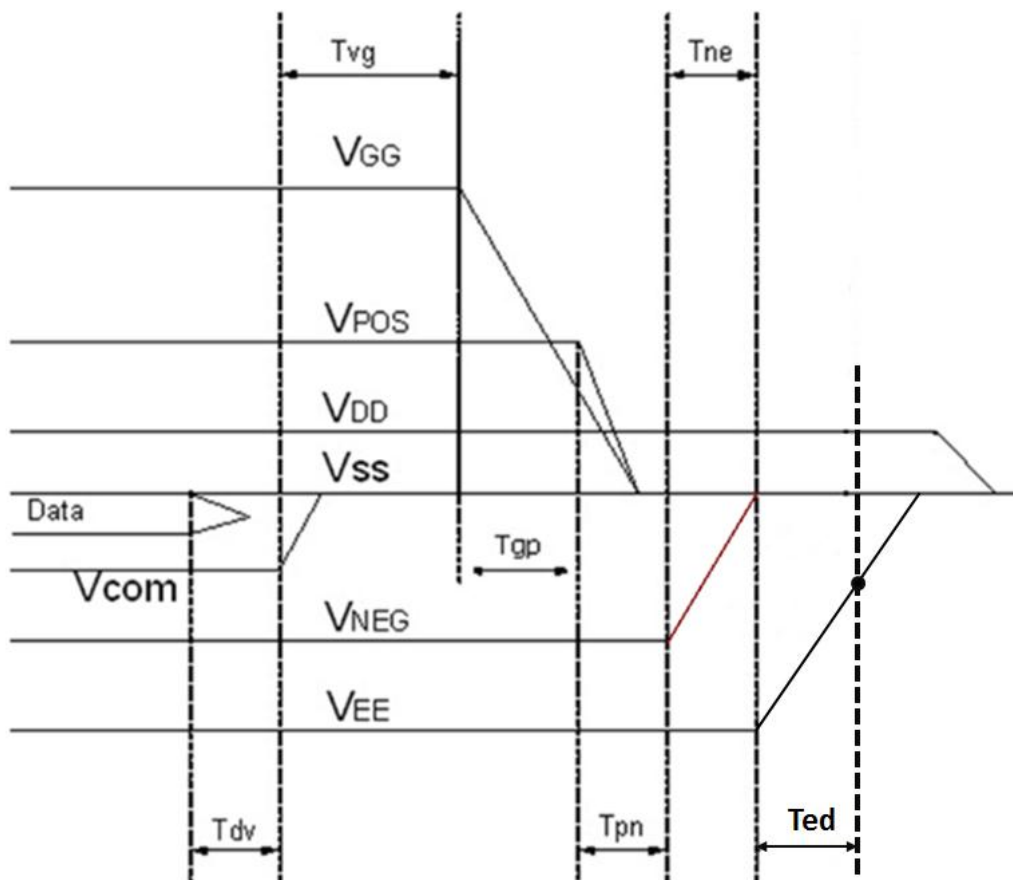 Tvg
Tne
VGG
VPOS
VDD
Vss
Data
Tgp
Vcom
VNEG
VEE
Ted
Tdv
Tpn